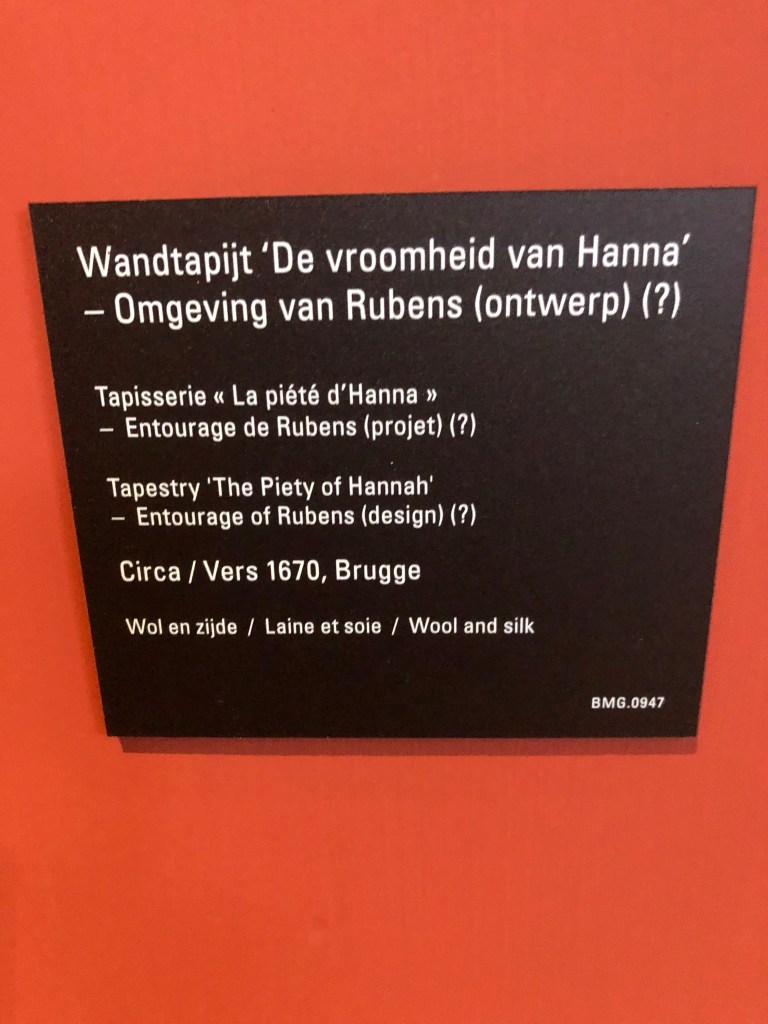 Wandtapijt ‘De vroomheid van Hanna’
– Omgeving van Rubens (ontwerp) (?)
Tapisserie « La piété d’Hanna »
– Entourage de Rubens (projet) (?)
Tapestry 'The Piety of Hannah'
– Entourage of Rubens (design) (?)
Circa / Vers 1670, Brugge
Wol en zijde / Laine et soie / Wool and silk
BMG.0947